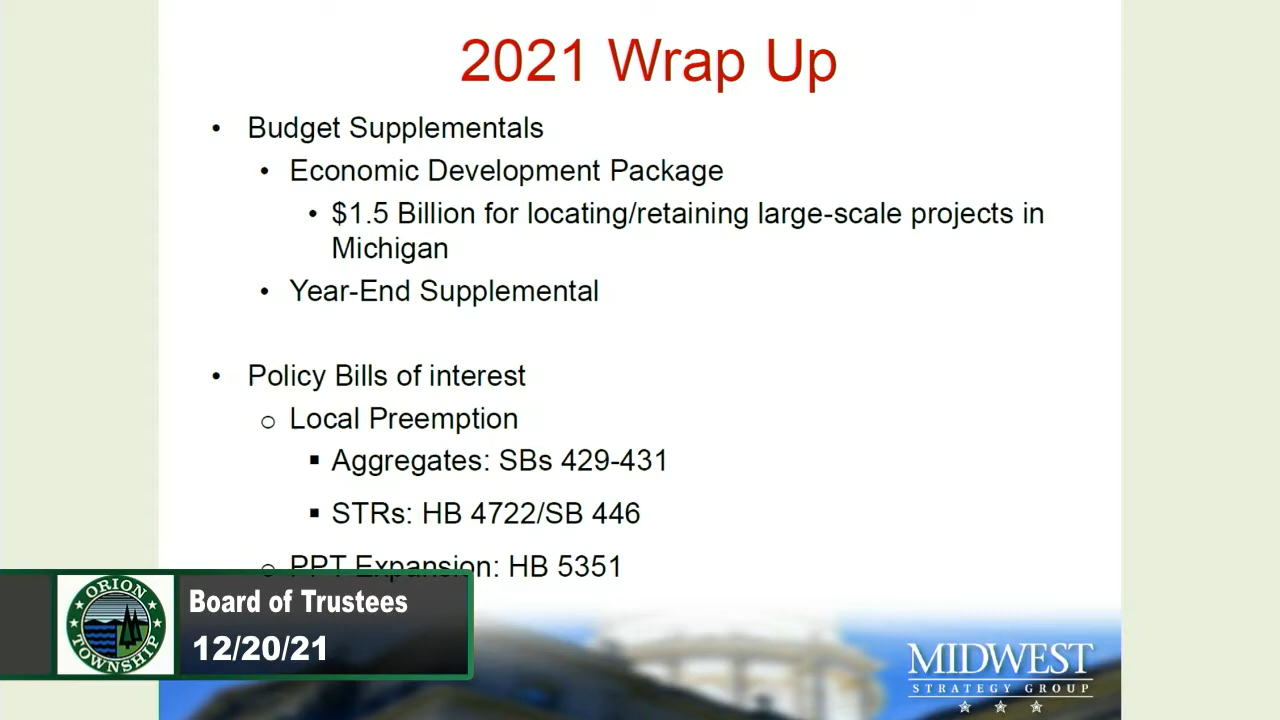 2021 Wrap Up
• Budget Supplementals
• Economic Development Package
• $1.5 Billion for locating/retaining large-scale projects in
Michigan
• Year-End Supplemental
• Policy Bills of interest
o Local Preemption
▪ Aggregates: SBs 429-431
▪ STRs: HB 4722/SB 446
o PPT Expansion: HB 5351
ORION
TOWNSHIP
Board of Trustees
12/20/21
MIDWEST
STRATEGY GROUP